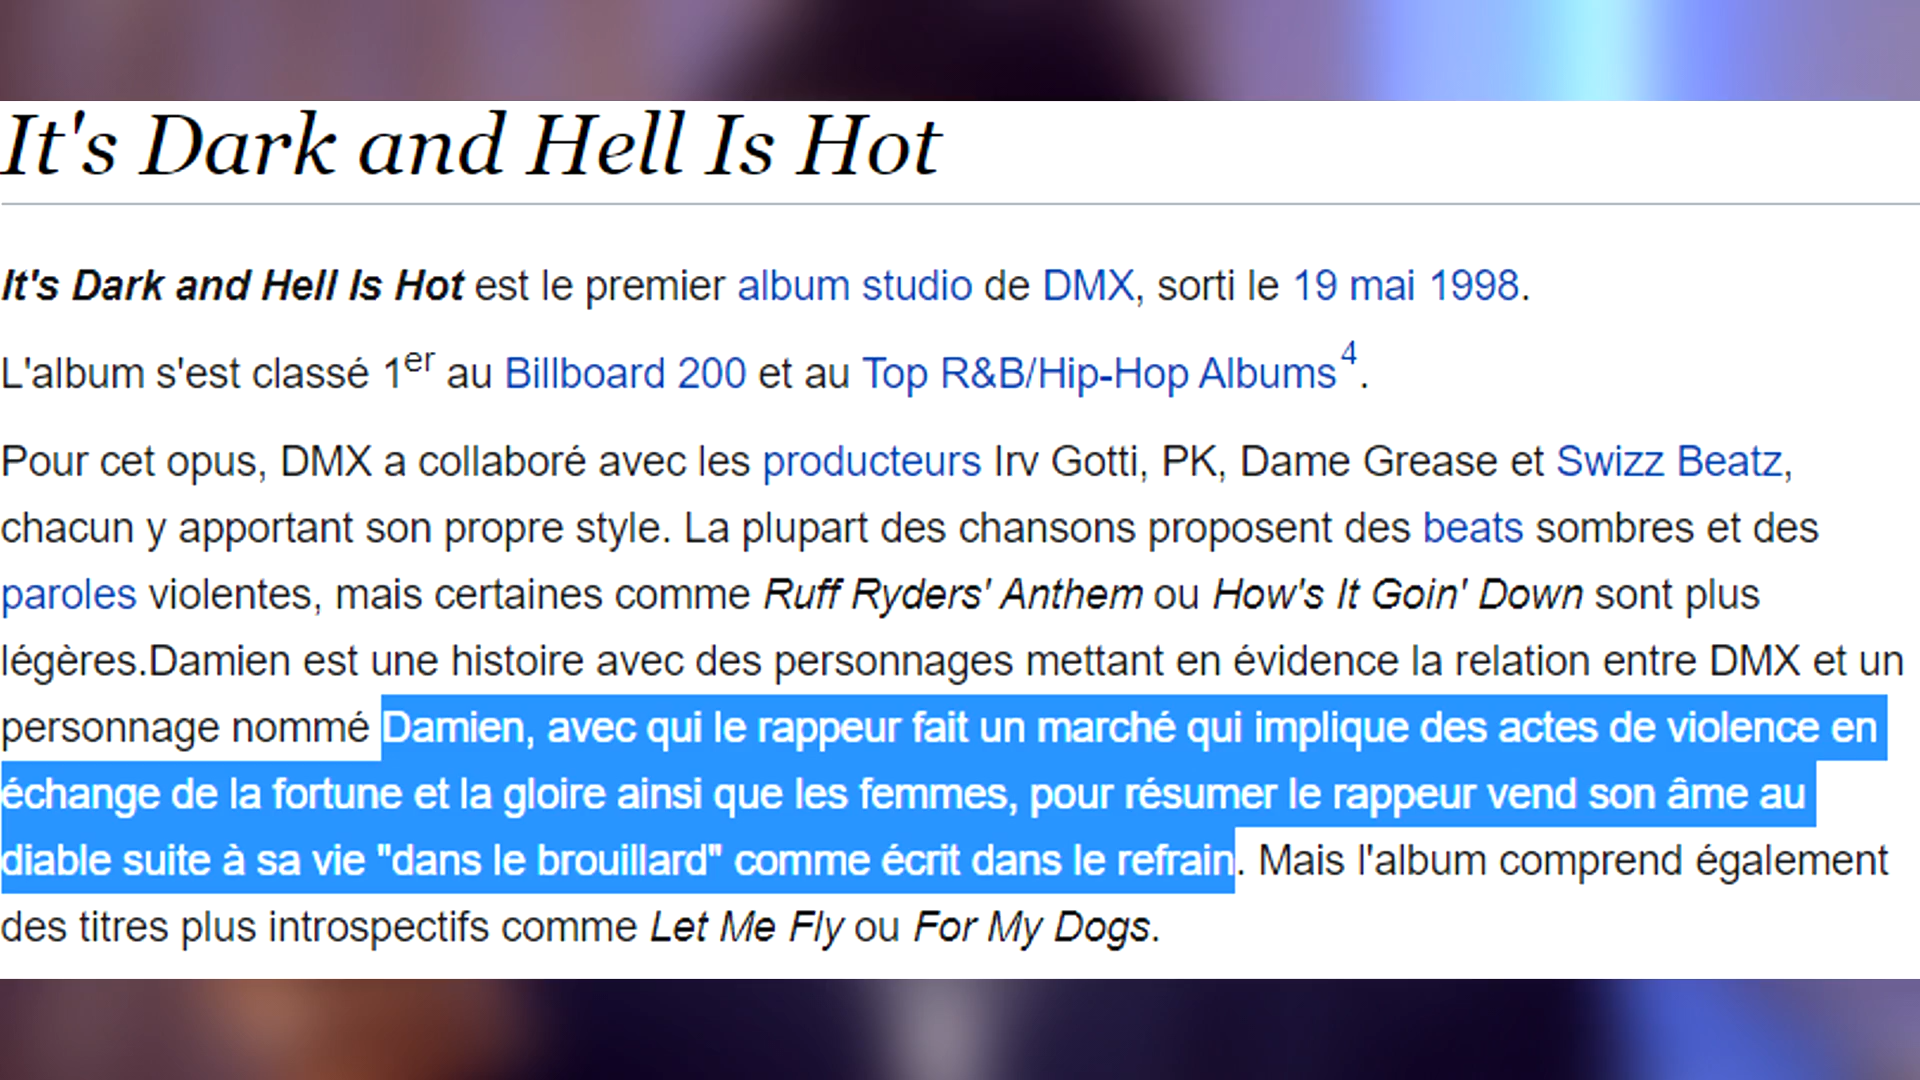 It's Dark and Hell Is Hot
It's Dark and Hell Is Hot est le premier album studio de DMX, sorti le 19 mai 1998.
L'album s'est classé 1er au Billboard 200 et au Top R&B/Hip-Hop Albums4.
Pour cet opus, DMX a collaboré avec les producteurs Irv Gotti, PK, Dame Grease et Swizz Beatz,
chacun y apportant son propre style. La plupart des chansons proposent des beats sombres et des
paroles violentes, mais certaines comme Ruff Ryders' Anthem ou How's It Goin' Down sont plus
légères.Damien est une histoire avec des personnages mettant en évidence la relation entre DMX et un
personnage nommé Damien, avec qui le rappeur fait un marché qui implique des actes de violence en
échange de la fortune et la gloire ainsi que les femmes, pour résumer le rappeur vend son âme au
diable suite à sa vie "dans le brouillard" comme écrit dans le refrain. Mais l'album comprend également
des titres plus introspectifs comme Let Me Fly ou For My Dogs.